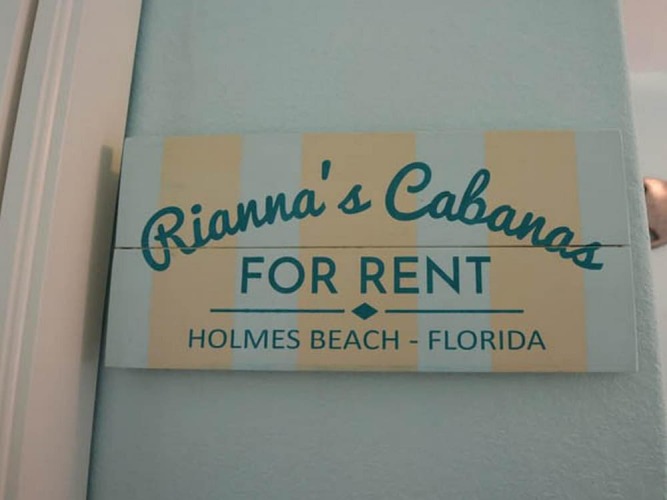 Rianna's Cabanas
FOR RENT
HOLMES BEACH - FLORIDA